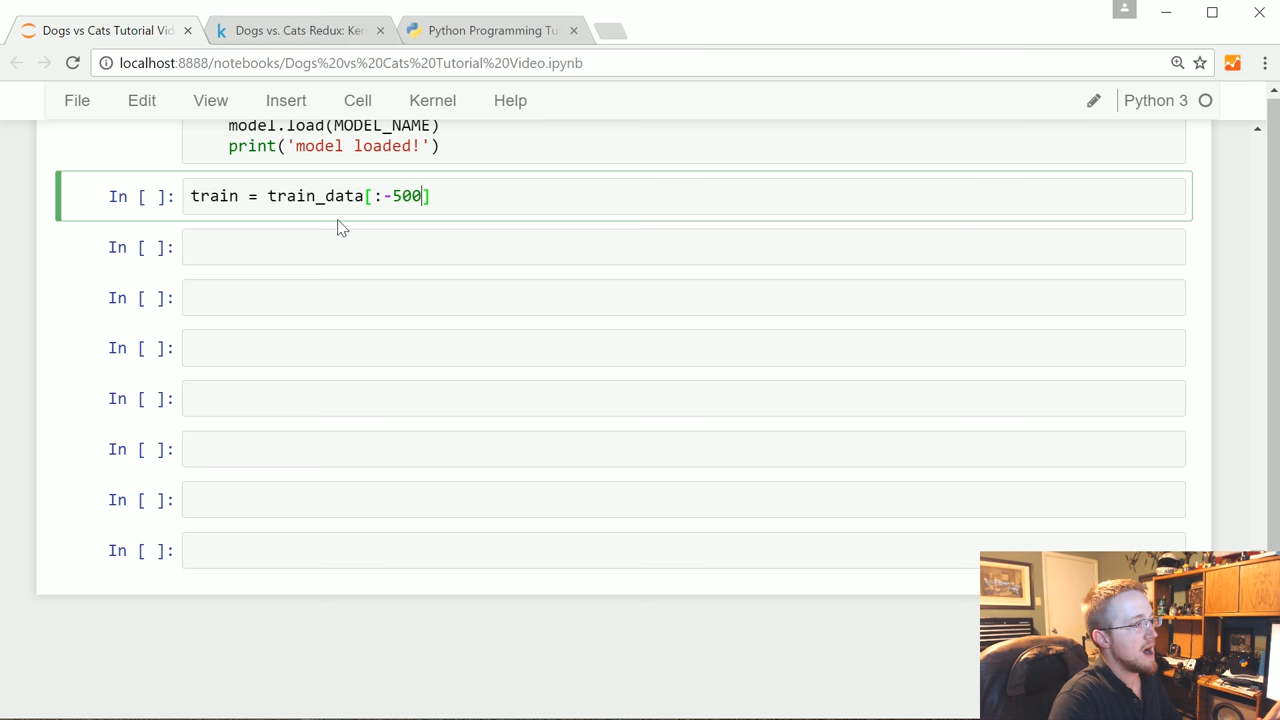 Dogs vs Cats Tutorial Vid
Dogs vs. Cats Redux: Ker
Python Programming Tu
localhost:8888/notebooks/Dogs%20vs%20Cats%20Tutorial%20Video.ipynb
File Edit View Insert Cell Kernel Help Python 3
model.load(MODEL_NAME)
print('model loaded!')
In [ ]: train = train_data[:-500]
In [ ]:
In [ ]:
In [ ]:
In [ ]:
In [ ]:
In [ ]:
In [ ]: